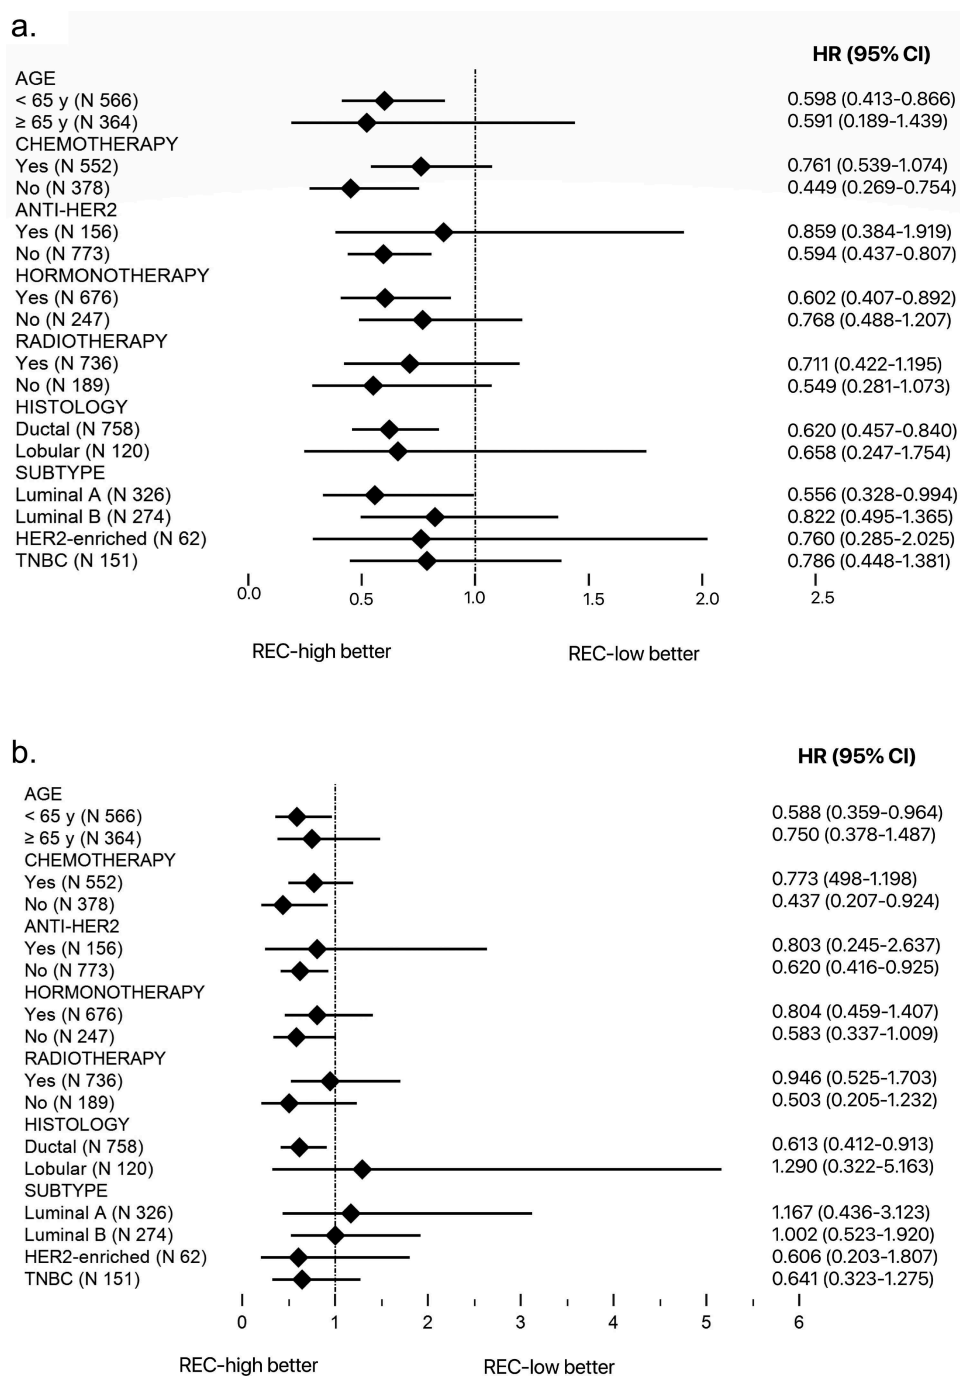 a.
HR (95% CI)
AGE
< 65 y (N 566) 0.598 (0.413-0.866)
≥ 65 y (N 364) 0.591 (0.189-1.439)
CHEMOTHERAPY
Yes (N 552) 0.761 (0.539-1.074)
No (N 378) 0.449 (0.269-0.754)
ANTI-HER2
Yes (N 156) 0.859 (0.384-1.919)
No (N 773) 0.594 (0.437-0.807)
HORMONOTHERAPY
Yes (N 676) 0.602 (0.407-0.892)
No (N 247) 0.768 (0.488-1.207)
RADIOTHERAPY
Yes (N 736) 0.711 (0.422-1.195)
No (N 189) 0.549 (0.281-1.073)
HISTOLOGY
Ductal (N 758) 0.620 (0.457-0.840)
Lobular (N 120) 0.658 (0.247-1.754)
SUBTYPE
Luminal A (N 326) 0.556 (0.328-0.994)
Luminal B (N 274) 0.822 (0.495-1.365)
HER2-enriched (N 62) 0.760 (0.285-2.025)
TNBC (N 151) 0.786 (0.448-1.381)
0.0 0.5 1.0 1.5 2.0 2.5
REC-high better REC-low better
b.
HR (95% CI)
AGE
< 65 y (N 566) 0.588 (0.359-0.964)
≥ 65 y (N 364) 0.750 (0.378-1.487)
CHEMOTHERAPY
Yes (N 552) 0.773 (498-1.198)
No (N 378) 0.437 (0.207-0.924)
ANTI-HER2
Yes (N 156) 0.803 (0.245-2.637)
No (N 773) 0.620 (0.416-0.925)
HORMONOTHERAPY
Yes (N 676) 0.804 (0.459-1.407)
No (N 247) 0.583 (0.337-1.009)
RADIOTHERAPY
Yes (N 736) 0.946 (0.525-1.703)
No (N 189) 0.503 (0.205-1.232)
HISTOLOGY
Ductal (N 758) 0.613 (0.412-0.913)
Lobular (N 120) 1.290 (0.322-5.163)
SUBTYPE
Luminal A (N 326) 1.167 (0.436-3.123)
Luminal B (N 274) 1.002 (0.523-1.920)
HER2-enriched (N 62) 0.606 (0.203-1.807)
TNBC (N 151) 0.641 (0.323-1.275)
0 1 2 3 4 5 6
REC-high better REC-low better